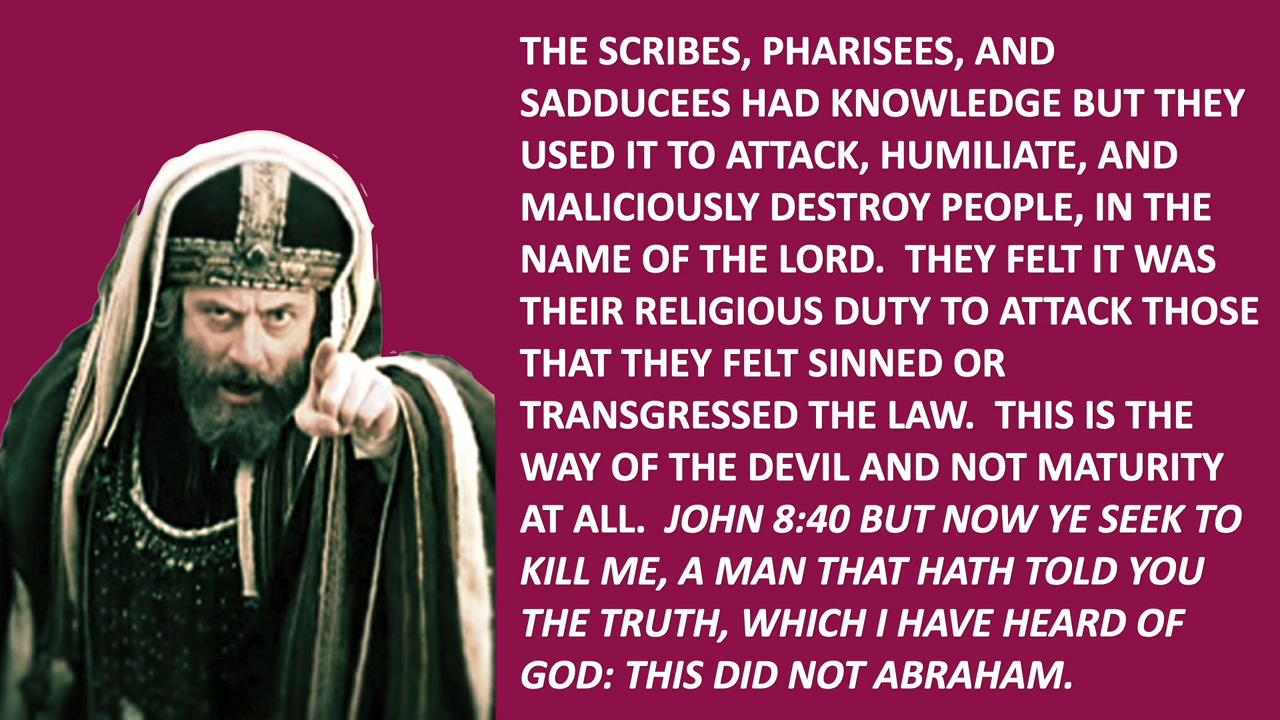 THE SCRIBES, PHARISEES, AND
SADDUCEES HAD KNOWLEDGE BUT THEY
USED IT TO ATTACK, HUMILIATE, AND
MALICIOUSLY DESTROY PEOPLE, IN THE
NAME OF THE LORD.  THEY FELT IT WAS
THEIR RELIGIOUS DUTY TO ATTACK THOSE
THAT THEY FELT SINNED OR
TRANSGRESSED THE LAW.  THIS IS THE
WAY OF THE DEVIL AND NOT MATURITY
AT ALL.  JOHN 8:40 BUT NOW YE SEEK TO
KILL ME, A MAN THAT HATH TOLD YOU
THE TRUTH, WHICH I HAVE HEARD OF
GOD: THIS DID NOT ABRAHAM.